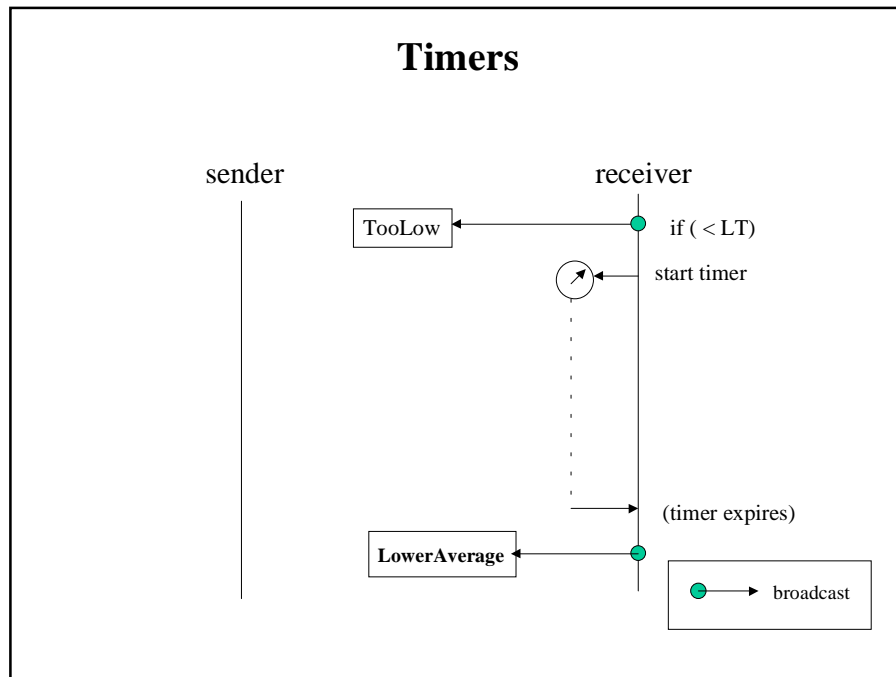 Timers
sender
receiver
TooLow
if ( < LT)
start timer
(timer expires)
LowerAverage
broadcast